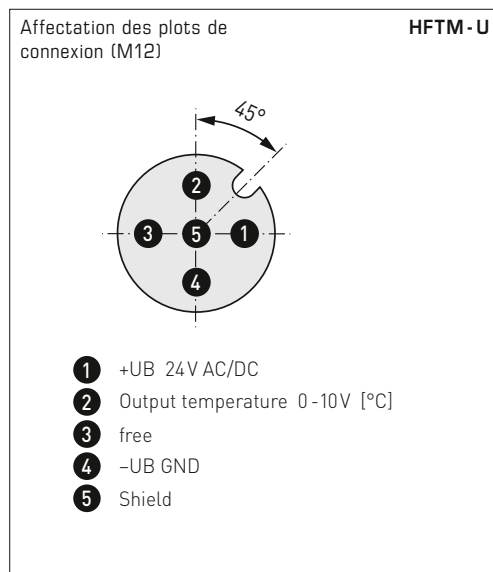 Affectation des plots de
connexion (M12)
HFTM-U
45°
2
3 5 1
4
1 +UB 24V AC/DC
2 Output temperature 0-10V [°C]
3 free
4 –UB GND
5 Shield